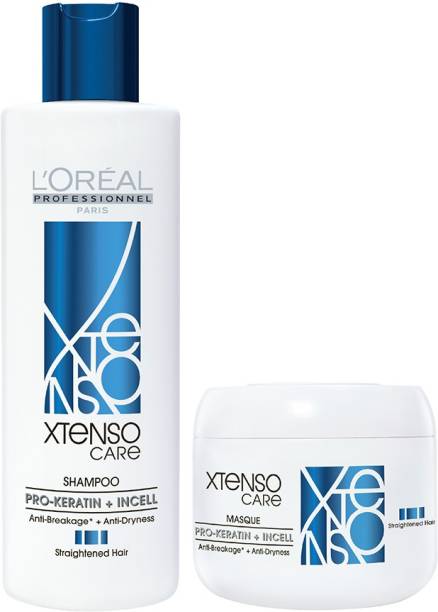 L'ORÉAL
PROFESSIONNEL
PARIS
XTENSO
XTENSO
CARE
SHAMPOO
PRO-KERATIN + INCELL
Anti-Breakage* + Anti-Dryness
Straightened Hair
XTENSO
CARE
MASQUE
PRO-KERATIN + INCELL
Anti-Breakage* + Anti-Dryness
XTENSO
Straightened Hair